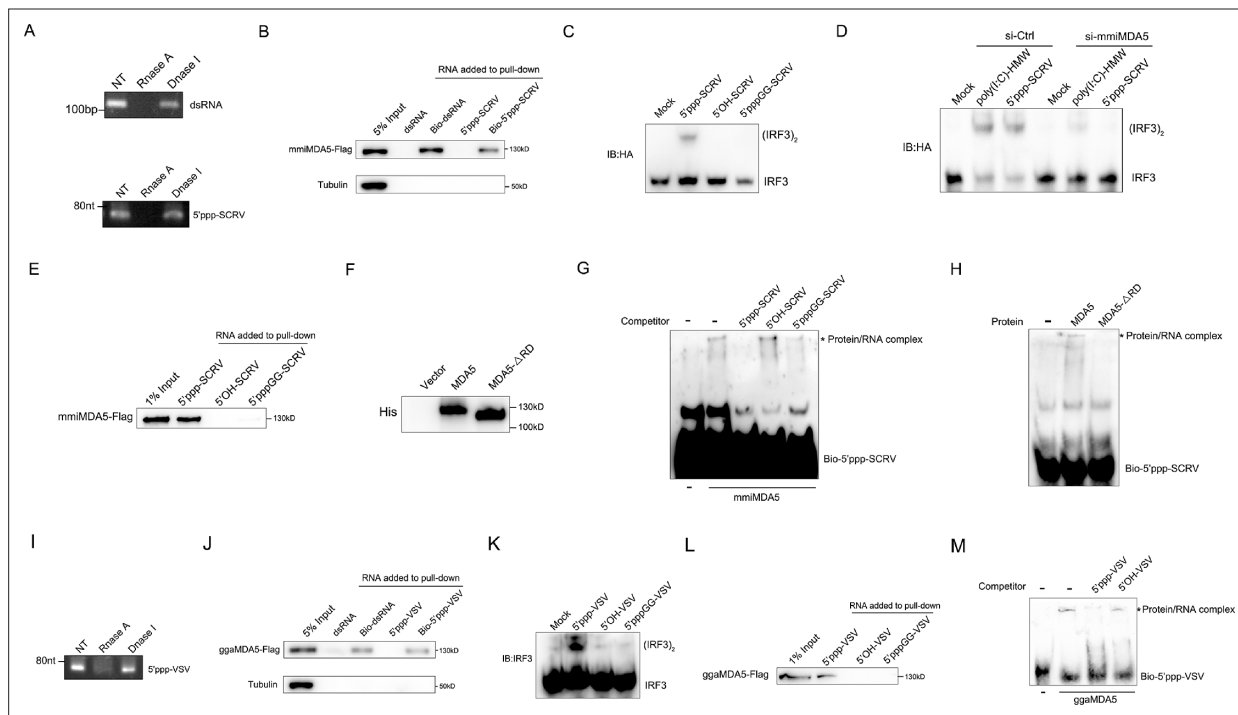 A
NT
Rnase A
Dnase I
100bp
dsRNA
NT
Rnase A
Dnase I
80nt
5'ppp-SCRV
B
RNA added to pull-down
5% Input
dsRNA
Bio-dsRNA
5'ppp-SCRV
Bio-5'ppp-SCRV
mmiMDA5-Flag
130kD
Tubulin
50kD
C
Mock
5'ppp-SCRV
5'OH-SCRV
5'pppGG-SCRV
(IRF3)₂
IB:HA
IRF3
D
si-Ctrl
si-mmiMDA5
Mock
poly(I:C)-HMW
5'ppp-SCRV
Mock
poly(I:C)-HMW
5'ppp-SCRV
(IRF3)₂
IB:HA
IRF3
E
RNA added to pull-down
1% Input
5'ppp-SCRV
5'OH-SCRV
5'pppGG-SCRV
mmiMDA5-Flag
130kD
F
Vector
MDA5
MDA5-△RD
His
130kD
100kD
G
Competitor
-
-
5'ppp-SCRV
5'OH-SCRV
5'pppGG-SCRV
* Protein/RNA complex
Bio-5'ppp-SCRV
-
mmiMDA5
H
Protein
-
MDA5
MDA5-△RD
* Protein/RNA complex
Bio-5'ppp-SCRV
I
NT
Rnase A
Dnase I
80nt
5'ppp-VSV
J
RNA added to pull-down
5% Input
dsRNA
Bio-dsRNA
5'ppp-VSV
Bio-5'ppp-VSV
ggaMDA5-Flag
130kD
Tubulin
50kD
K
Mock
5'ppp-VSV
5'OH-VSV
5'pppGG-VSV
IB:IRF3
(IRF3)₂
IRF3
L
RNA added to pull-down
1% Input
5'ppp-VSV
5'OH-VSV
5'pppGG-VSV
ggaMDA5-Flag
130kD
M
Competitor
-
-
5'ppp-VSV
5'OH-VSV
* Protein/RNA complex
Bio-5'ppp-VSV
-
ggaMDA5